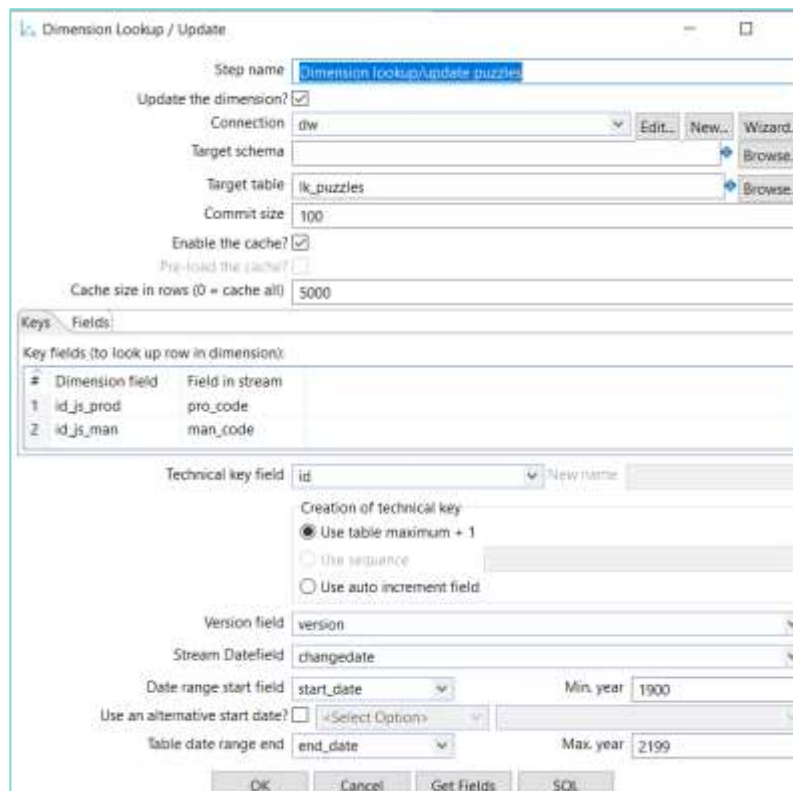 Dimension Lookup / Update
Step name Dimension lookup/update puzzles
Update the dimension?
Connection dw Edit... New... Wizard.
Target schema Browse.
Target table lk_puzzles Browse.
Commit size 100
Enable the cache?
Pre-load the cache?
Cache size in rows (0 = cache all) 5000
Keys Fields
Key fields (to look up row in dimension):
# Dimension field Field in stream
1 id_js_prod pro_code
2 id_js_man man_code
Technical key field id New name
Creation of technical key
Use table maximum + 1
Use sequence
Use auto increment field
Version field version
Stream Datefield changedate
Date range start field start_date Min. year 1900
Use an alternative start date? <Select Option>
Table date range end end_date Max. year 2199
OK Cancel Get Fields SQL